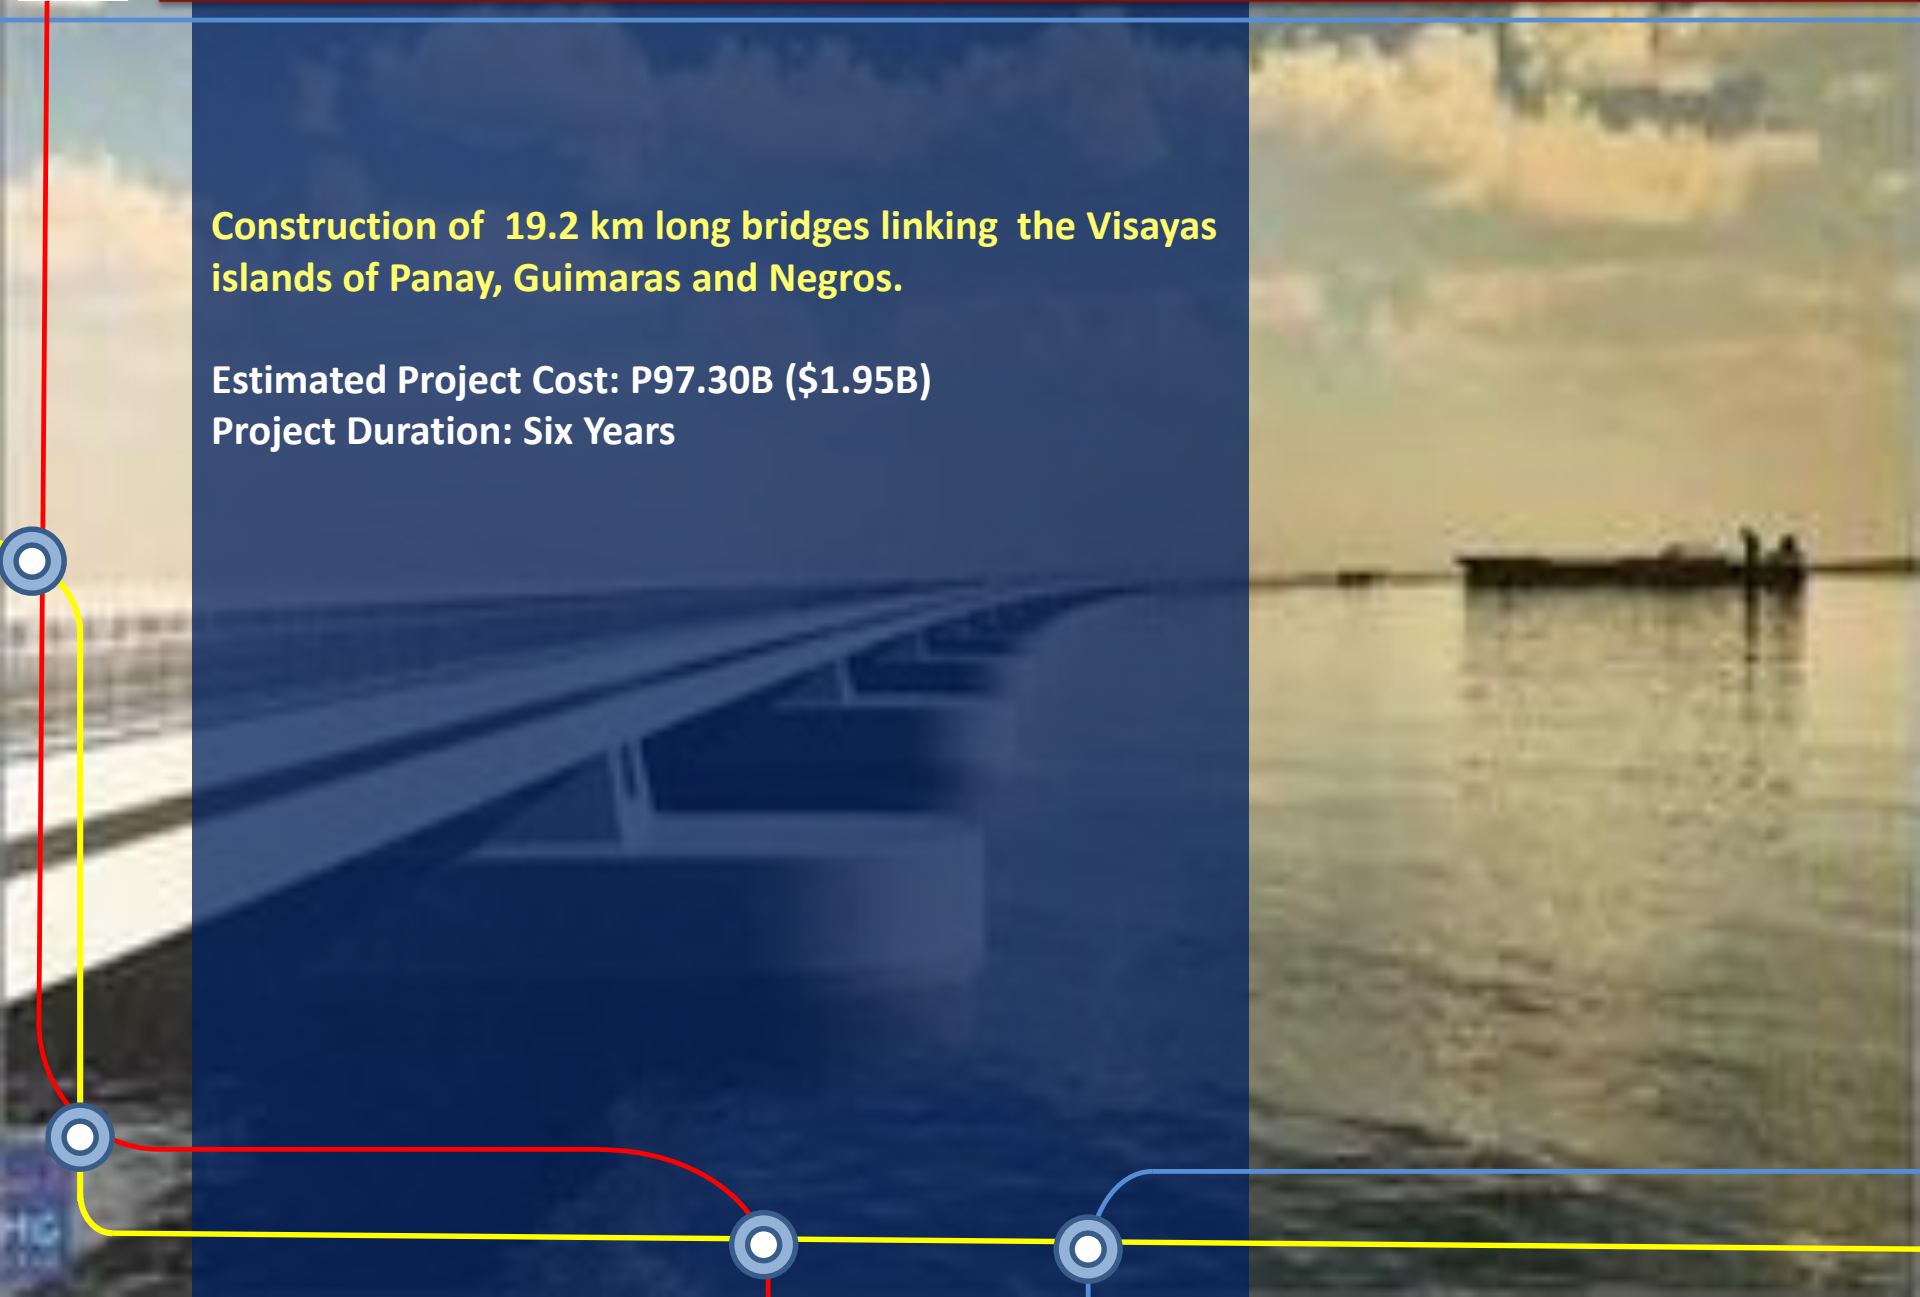 Construction of  19.2 km long bridges linking  the Visayas
islands of Panay, Guimaras and Negros.
Estimated Project Cost: P97.30B ($1.95B)
Project Duration: Six Years
HG